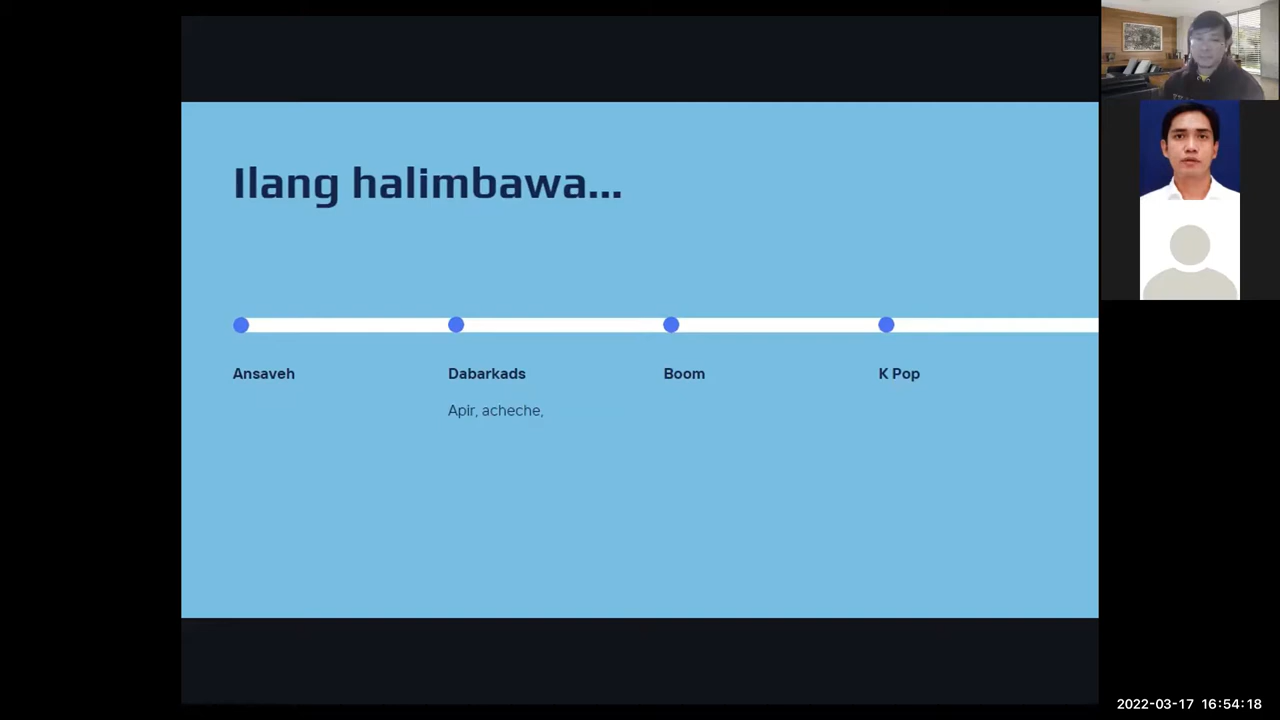 Ilang halimbawa...
Ansaveh
Dabarkads
Boom
K Pop
Apir, acheche,
2022-03-17 16:54:18